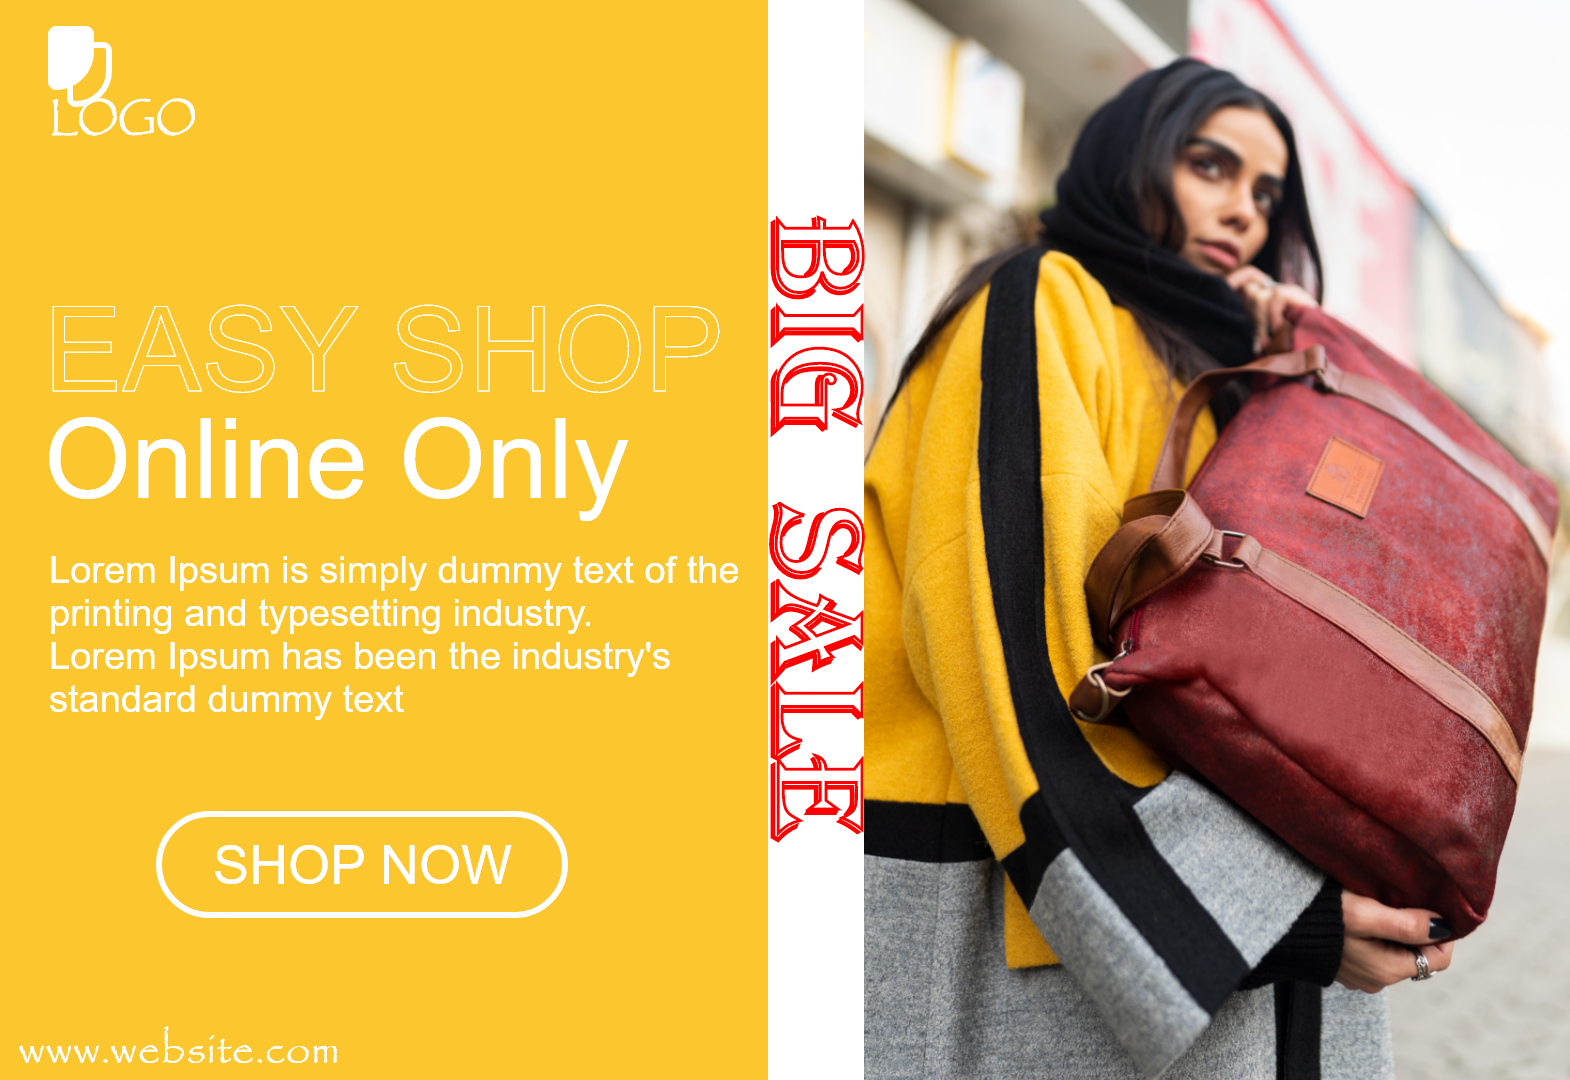 LOGO
EASY SHOP
Online Only
Lorem Ipsum is simply dummy text of the
printing and typesetting industry.
Lorem Ipsum has been the industry's
standard dummy text
SHOP NOW
www.website.com
BIG SALE